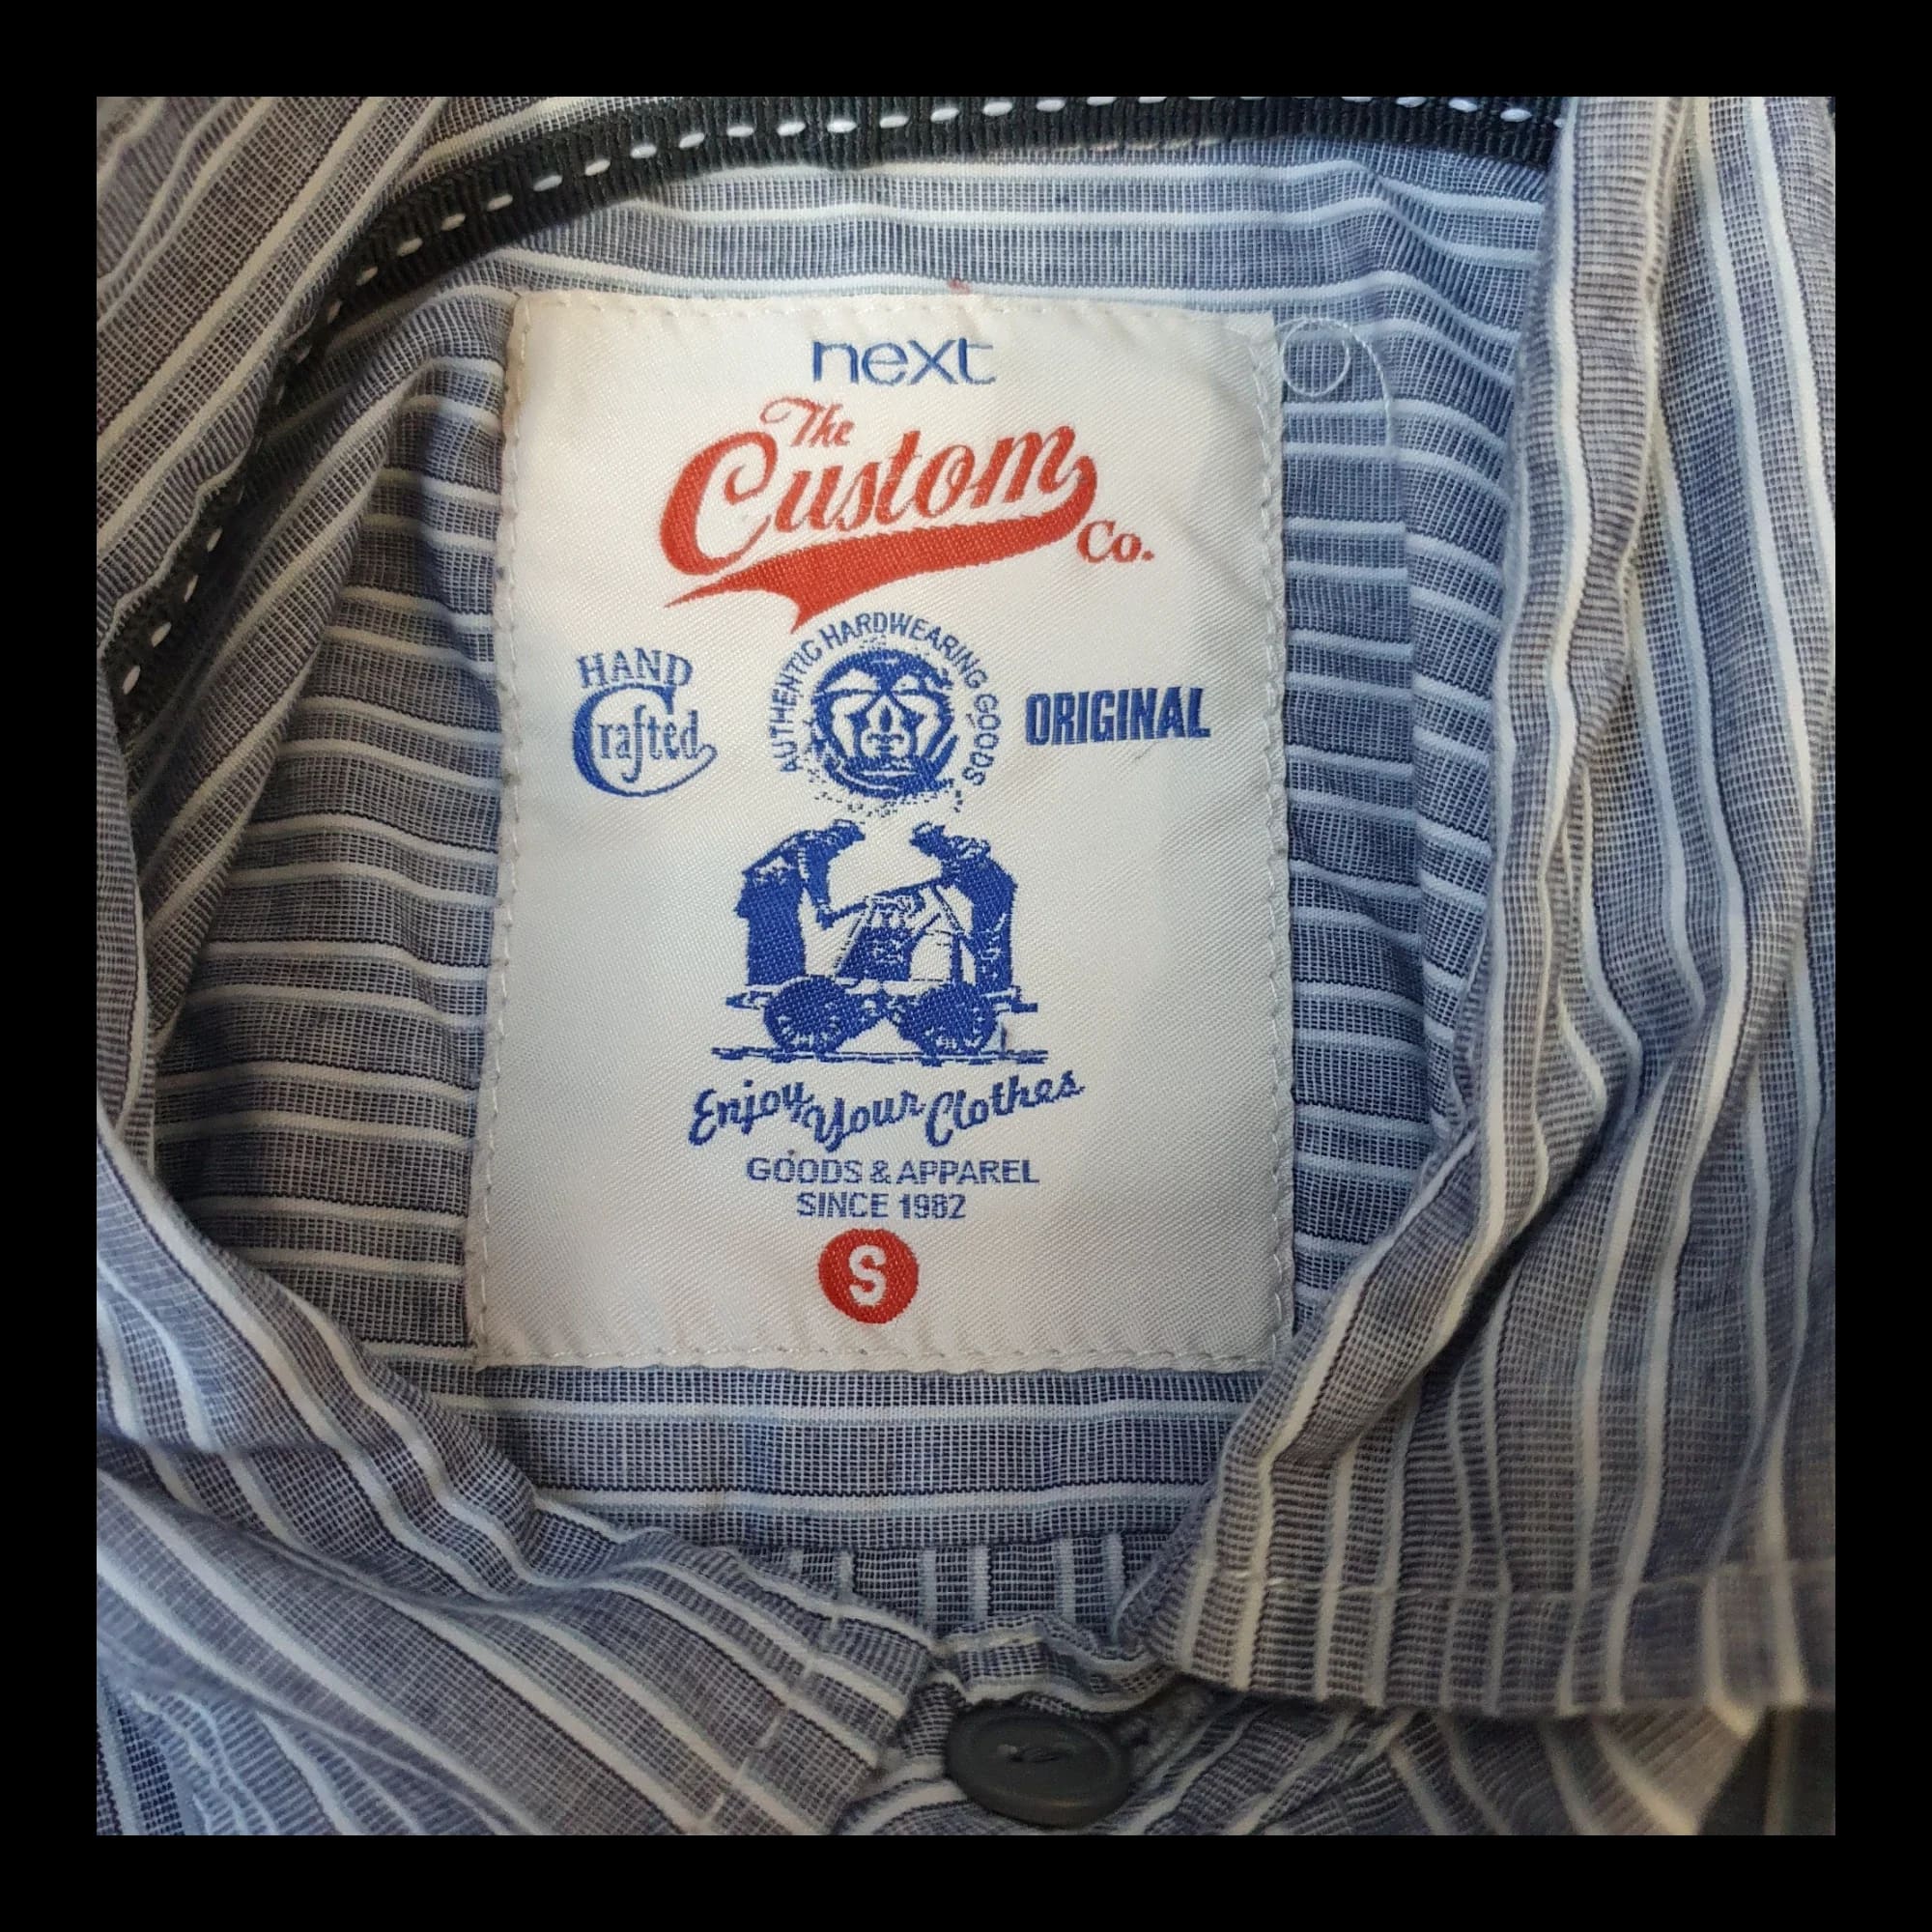 next
The
Custom
Co.
AUTHENTIC HARDWEARING GOODS
HAND
Crafted
ORIGINAL
Enjoy Your Clothes
GOODS & APPAREL
SINCE 1982
S